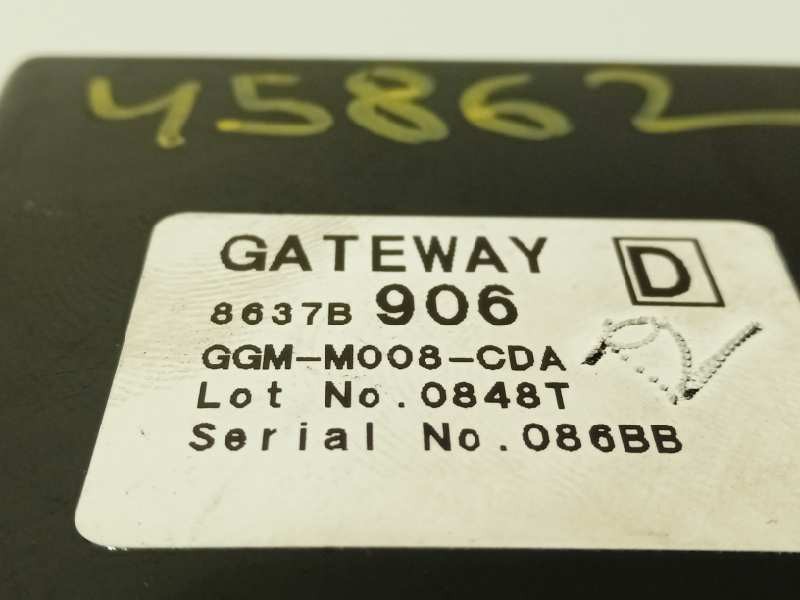 45862
GATEWAY D
8637B 906
GGM-M008-CDA
Lot No.0848T
Serial No.086BB